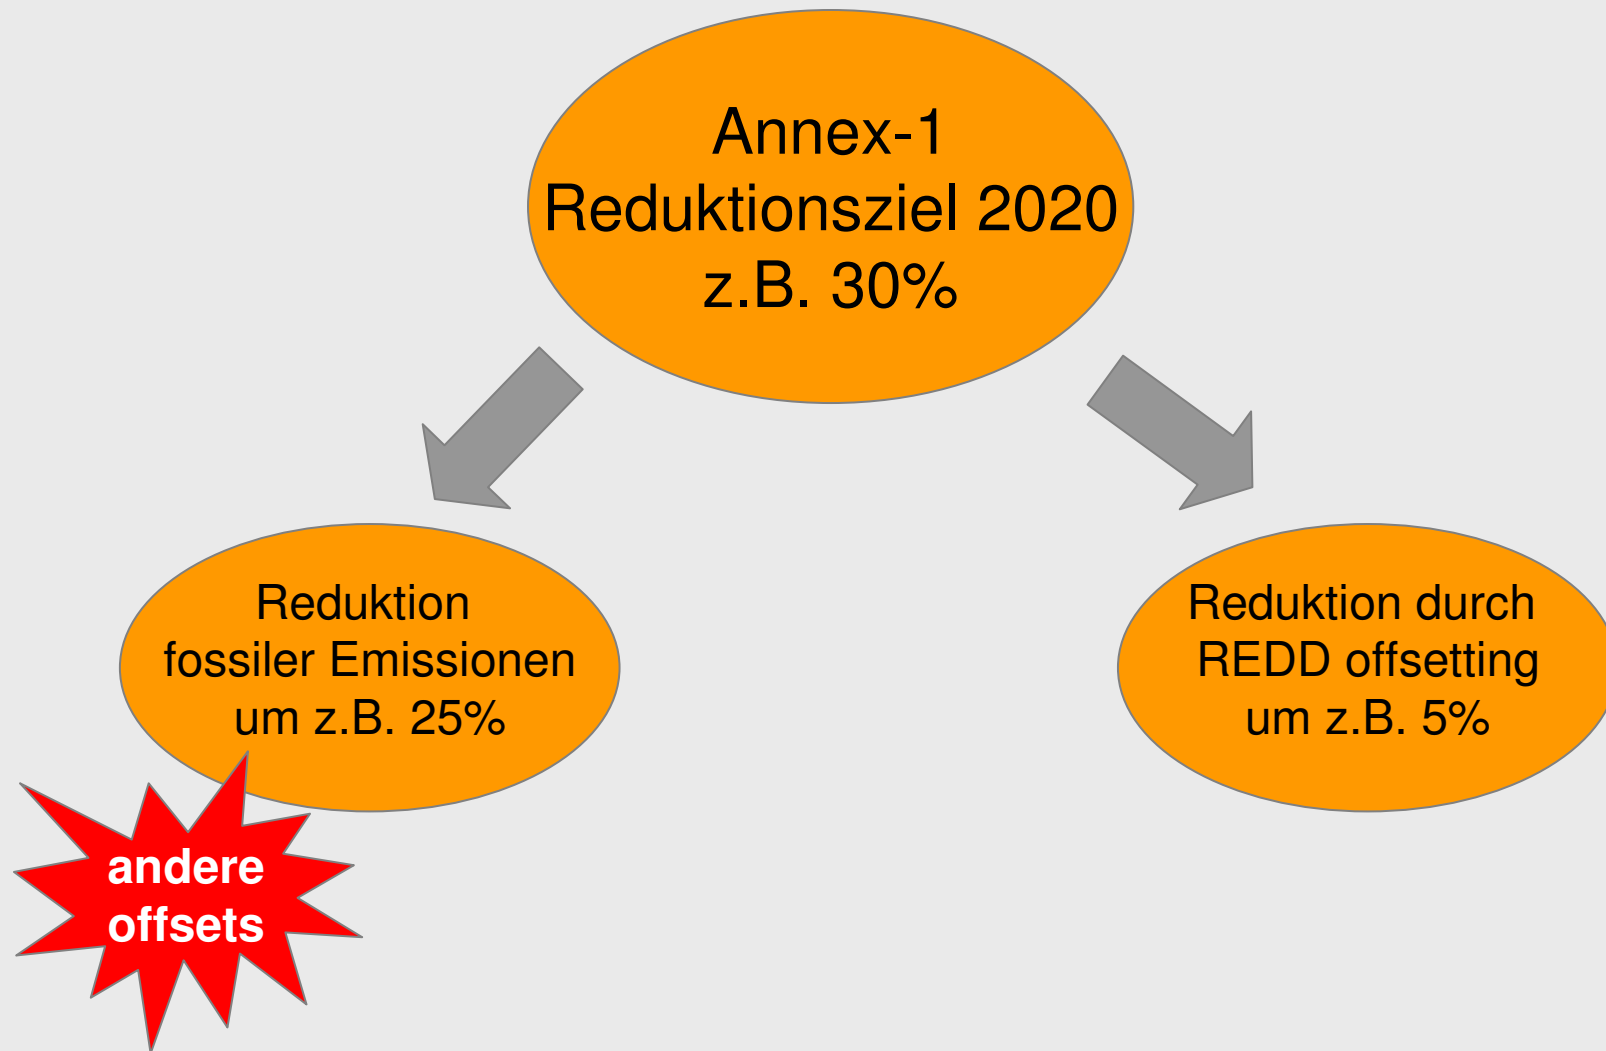 Annex-1
Reduktionsziel 2020
z.B. 30%
Reduktion
fossiler Emissionen
um z.B. 25%
Reduktion durch
REDD offsetting
um z.B. 5%
andere
offsets